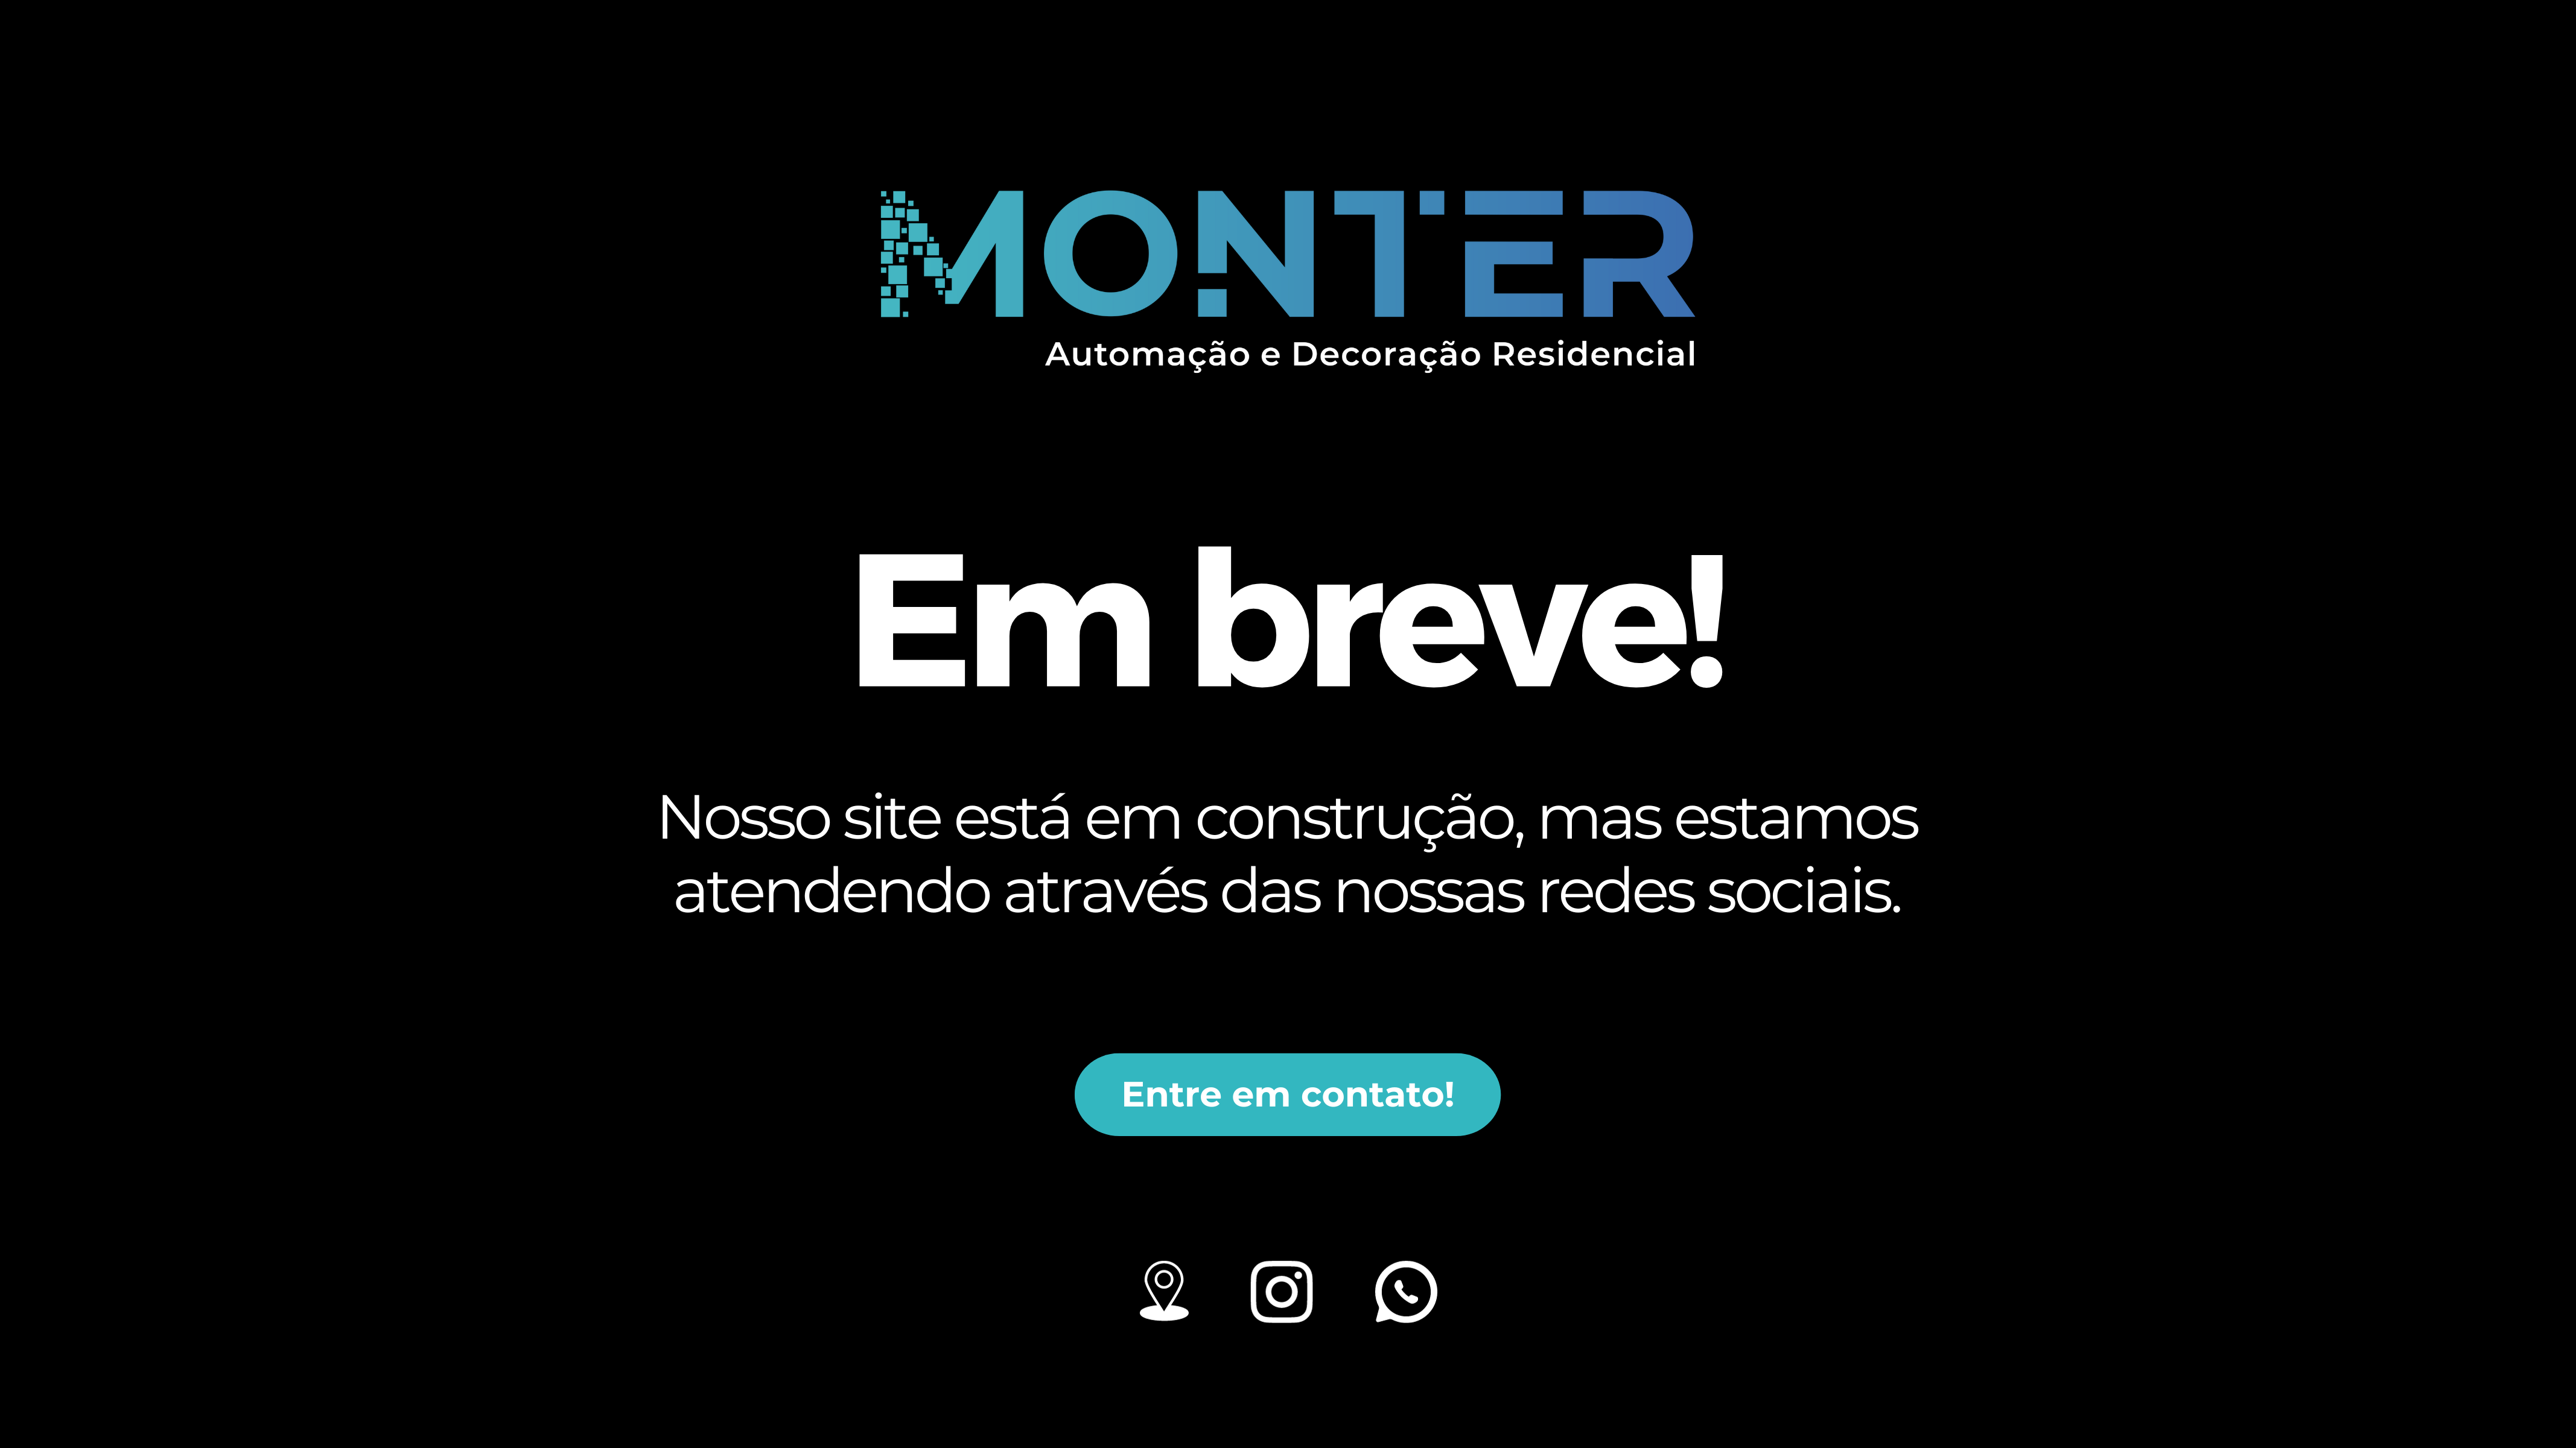 MONTER
Automação e Decoração Residencial
Em breve!
Nosso site está em construção, mas estamos
atendendo através das nossas redes sociais.
Entre em contato!